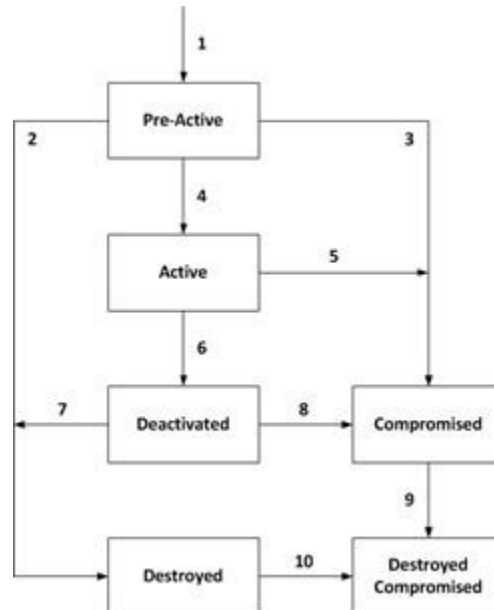 1
Pre-Active
2
3
4
Active
5
6
7
Deactivated
8
Compromised
9
Destroyed
10
Destroyed
Compromised